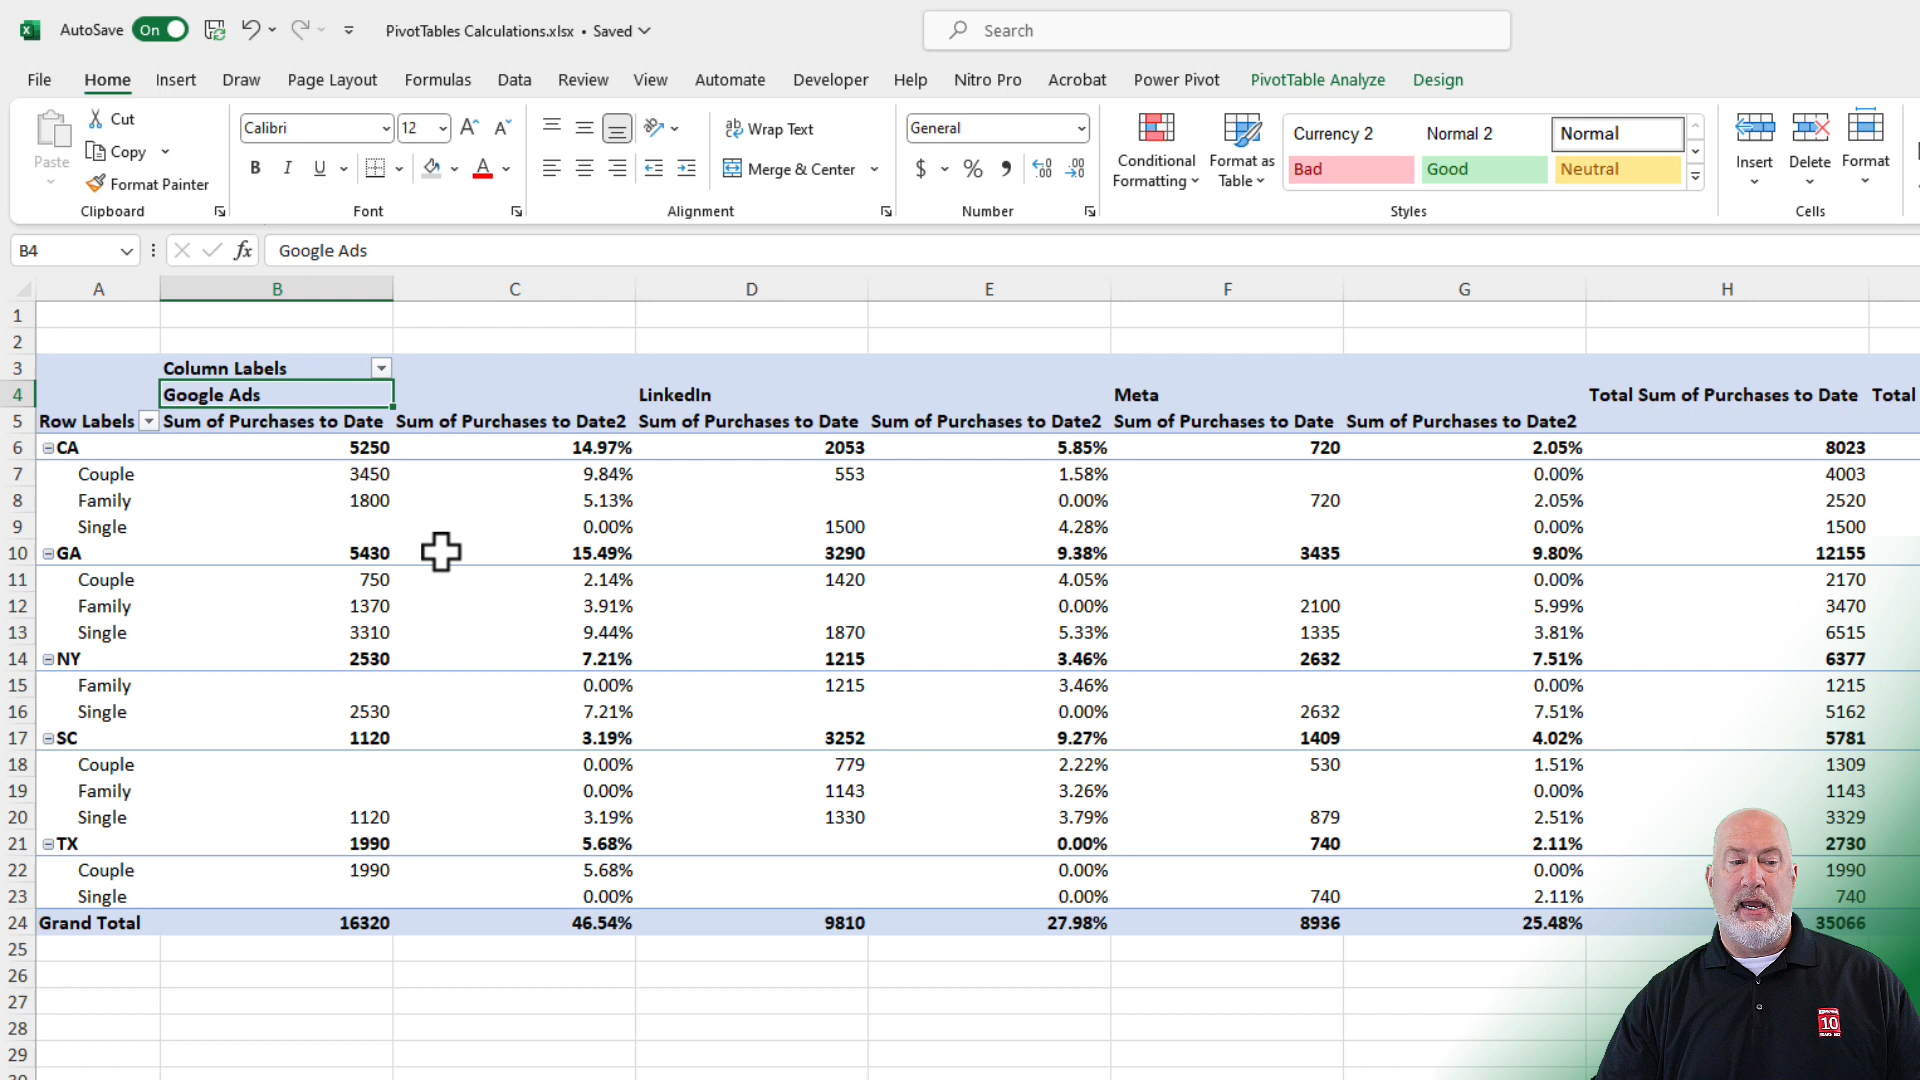 AutoSave On PivotTables Calculations.xlsx • Saved Search
File Home Insert Draw Page Layout Formulas Data Review View Automate Developer Help Nitro Pro Acrobat Power Pivot PivotTable Analyze Design
Paste Cut Copy Format Painter Clipboard
Calibri 12 B I U A Font
ab Wrap Text Merge & Center Alignment
General $ % Number
Conditional Formatting Format as Table
Currency 2 Normal 2 Normal
Bad Good Neutral
Styles
Insert Delete Format
Cells
B4 fx Google Ads
A B C D E F G H
1
2
3 Column Labels
4 Google Ads LinkedIn Meta Total Sum of Purchases to Date Total
5 Row Labels Sum of Purchases to Date Sum of Purchases to Date2 Sum of Purchases to Date Sum of Purchases to Date2 Sum of Purchases to Date Sum of Purchases to Date2
6 CA 5250 14.97% 2053 5.85% 720 2.05% 8023
7 Couple 3450 9.84% 553 1.58% 0.00% 4003
8 Family 1800 5.13% 0.00% 720 2.05% 2520
9 Single 0.00% 1500 4.28% 0.00% 1500
10 GA 5430 15.49% 3290 9.38% 3435 9.80% 12155
11 Couple 750 2.14% 1420 4.05% 0.00% 2170
12 Family 1370 3.91% 0.00% 2100 5.99% 3470
13 Single 3310 9.44% 1870 5.33% 1335 3.81% 6515
14 NY 2530 7.21% 1215 3.46% 2632 7.51% 6377
15 Family 0.00% 1215 3.46% 0.00% 1215
16 Single 2530 7.21% 0.00% 2632 7.51% 5162
17 SC 1120 3.19% 3252 9.27% 1409 4.02% 5781
18 Couple 0.00% 779 2.22% 530 1.51% 1309
19 Family 0.00% 1143 3.26% 0.00% 1143
20 Single 1120 3.19% 1330 3.79% 879 2.51% 3329
21 TX 1990 5.68% 0.00% 740 2.11% 2730
22 Couple 1990 5.68% 0.00% 0.00% 1990
23 Single 0.00% 0.00% 740 2.11% 740
24 Grand Total 16320 46.54% 9810 27.98% 8936 25.48% 35066
25
26
27
28
29
10